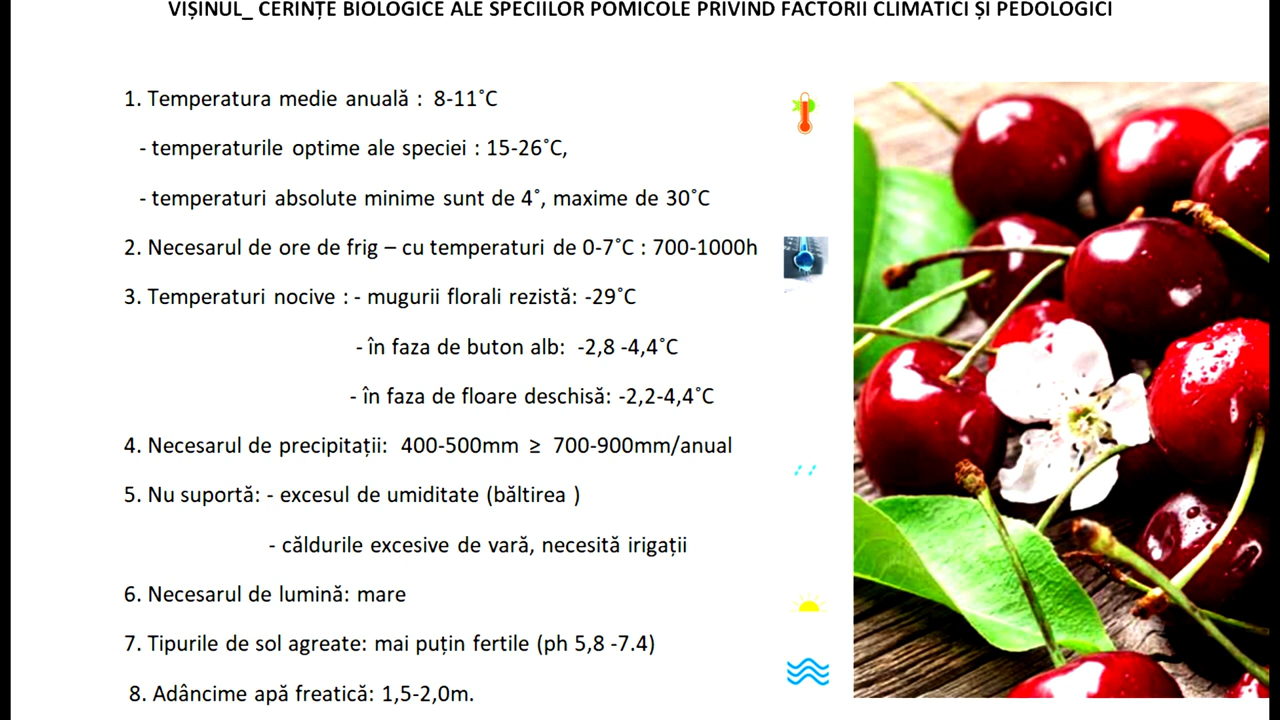 VIȘINUL_ CERINȚE BIOLOGICE ALE SPECIILOR POMICOLE PRIVIND FACTORII CLIMATICI ȘI PEDOLOGICI
1. Temperatura medie anuală : 8-11˚C
- temperaturile optime ale speciei : 15-26˚C,
- temperaturi absolute minime sunt de 4˚, maxime de 30˚C
2. Necesarul de ore de frig – cu temperaturi de 0-7˚C : 700-1000h
3. Temperaturi nocive : - mugurii florali rezistă: -29˚C
- în faza de buton alb: -2,8 -4,4˚C
- în faza de floare deschisă: -2,2-4,4˚C
4. Necesarul de precipitații: 400-500mm ≥ 700-900mm/anual
5. Nu suportă: - excesul de umiditate (băltirea )
- căldurile excesive de vară, necesită irigații
6. Necesarul de lumină: mare
7. Tipurile de sol agreate: mai puțin fertile (ph 5,8 -7.4)
8. Adâncime apă freatică: 1,5-2,0m.